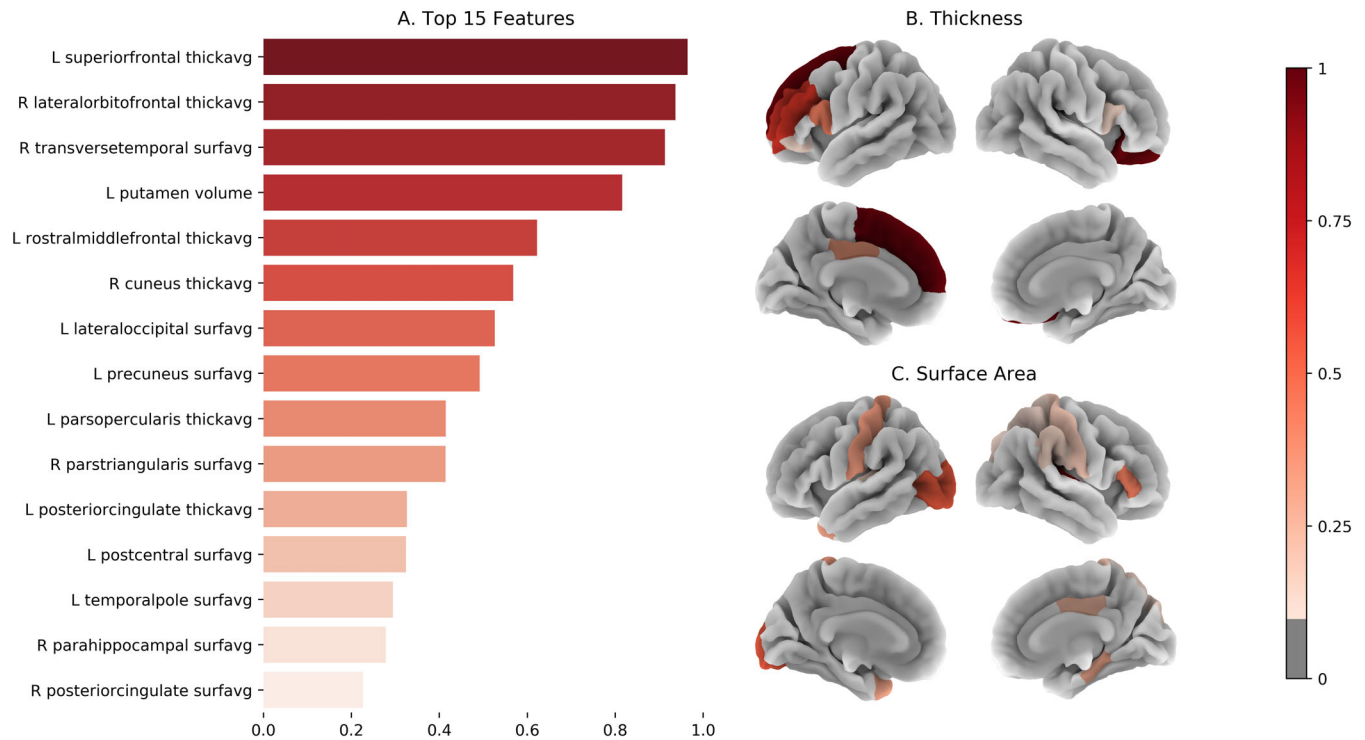 A. Top 15 Features
L superiorfrontal thickavg
R lateralorbitofrontal thickavg
R transversetemporal surfavg
L putamen volume
L rostralmiddlefrontal thickavg
R cuneus thickavg
L lateraloccipital surfavg
L precuneus surfavg
L parsopercularis thickavg
R parstriangularis surfavg
L posteriorcingulate thickavg
L postcentral surfavg
L temporalpole surfavg
R parahippocampal surfavg
R posteriorcingulate surfavg
0.0 0.2 0.4 0.6 0.8 1.0
B. Thickness
C. Surface Area
1
0.75
0.5
0.25
0